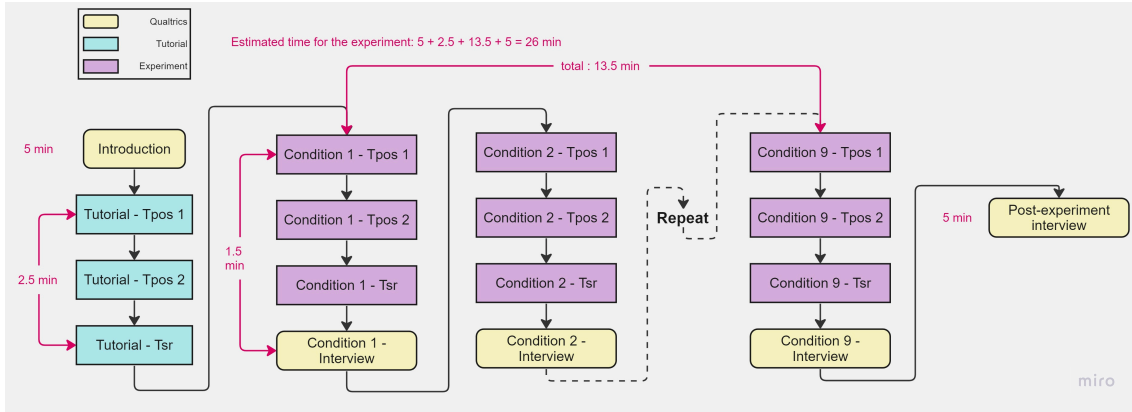 Qualtrics
Tutorial
Experiment
Estimated time for the experiment: 5 + 2.5 + 13.5 + 5 = 26 min
total : 13.5 min
5 min
Introduction
Tutorial - Tpos 1
2.5 min
Tutorial - Tpos 2
Tutorial - Tsr
Condition 1 - Tpos 1
Condition 1 - Tpos 2
1.5
min
Condition 1 - Tsr
Condition 1 -
Interview
Condition 2 - Tpos 1
Condition 2 - Tpos 2
Condition 2 - Tsr
Condition 2 -
Interview
Repeat
Condition 9 - Tpos 1
Condition 9 - Tpos 2
Condition 9 - Tsr
Condition 9 -
Interview
5 min
Post-experiment
interview
miro